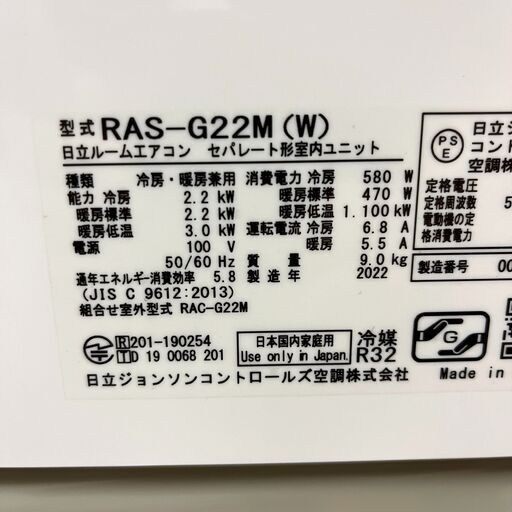 型式 RAS-G22M(W)
日立ルームエアコン セパレート形室内ユニット
種類 冷房・暖房兼用
能力 冷房 2.2 kW
暖房標準 2.2 kW
暖房低温 3.0 kW
電源 100 V
50/60 Hz
通年エネルギー消費効率 5.8
(JIS C 9612:2013)
組合せ室外型式 RAC-G22M
消費電力 冷房 580 W
暖房標準 470 W
暖房低温 1.100 kW
運転電流 冷房 6.8 A
暖房 5.5 A
質量 9.0 kg
製造年 2022
R 201-190254
T D 19 0068 201
日本国内家庭用
Use only in Japan.
冷媒
R32
G
日立ジョンソンコントロールズ空調株式会社
Made in
PS
E
日立
コント
空調株
定格電圧
定格周波数 5
電動機の定
格消費電力
製造番号 00